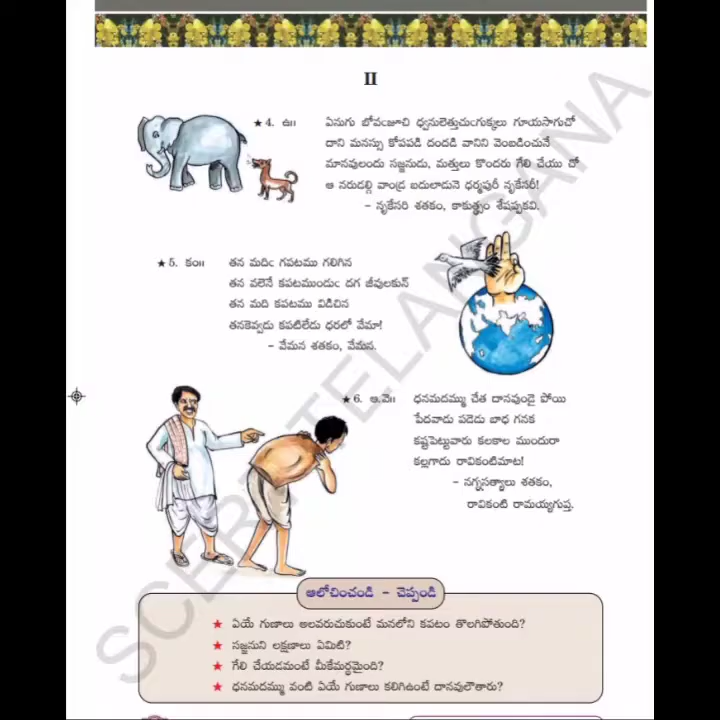 II
★ 4. ఉ॥ ఏనుగు బోవఁజూచి ధ్వనులెత్తుచుఁగుక్కలు గూయసాగుచో
దాని మనస్సు కోపపడి దందడి వానిని వెంబడించునే
మానవులందు సజ్జనుడు, మత్తులు కొందరు గేలి చేయు చో
ఆ నరుడల్గి వాండ్ర బదులాడునె ధర్మపురీ నృకేసరీ!
- నృకేసరి శతకం, కాకుత్థ్సం శేషప్పకవి.
★ 5. కం॥ తన మదిఁ గపటము గలిగిన
తన వలెనే కపటముందుఁ దగ జీవులకున్
తన మది కపటము విడిచిన
తనకెవ్వడు కపటిలేడు ధరలో వేమా!
- వేమన శతకం, వేమన.
★ 6. ఆ.వె॥ ధనమదమ్ము చేత దానవుండై పోయి
పేదవాడు పడెడు బాధ గనక
కష్టపెట్టువారు కలకాల ముందురా
కల్లగాదు రావికంటిమాట!
- నగ్నసత్యాలు శతకం,
రావికంటి రామయ్యగుప్త.
ఆలోచించండి - చెప్పండి
★ ఏయే గుణాలు అలవరుచుకుంటే మనలోని కపటం తొలగిపోతుంది?
★ సజ్జనుని లక్షణాలు ఏమిటి?
★ గేలి చేయడమంటే మీకేమర్థమైంది?
★ ధనమదమ్ము వంటి ఏయే గుణాలు కలిగిఉంటే దానవులౌతారు?
SCERT TELANGANA